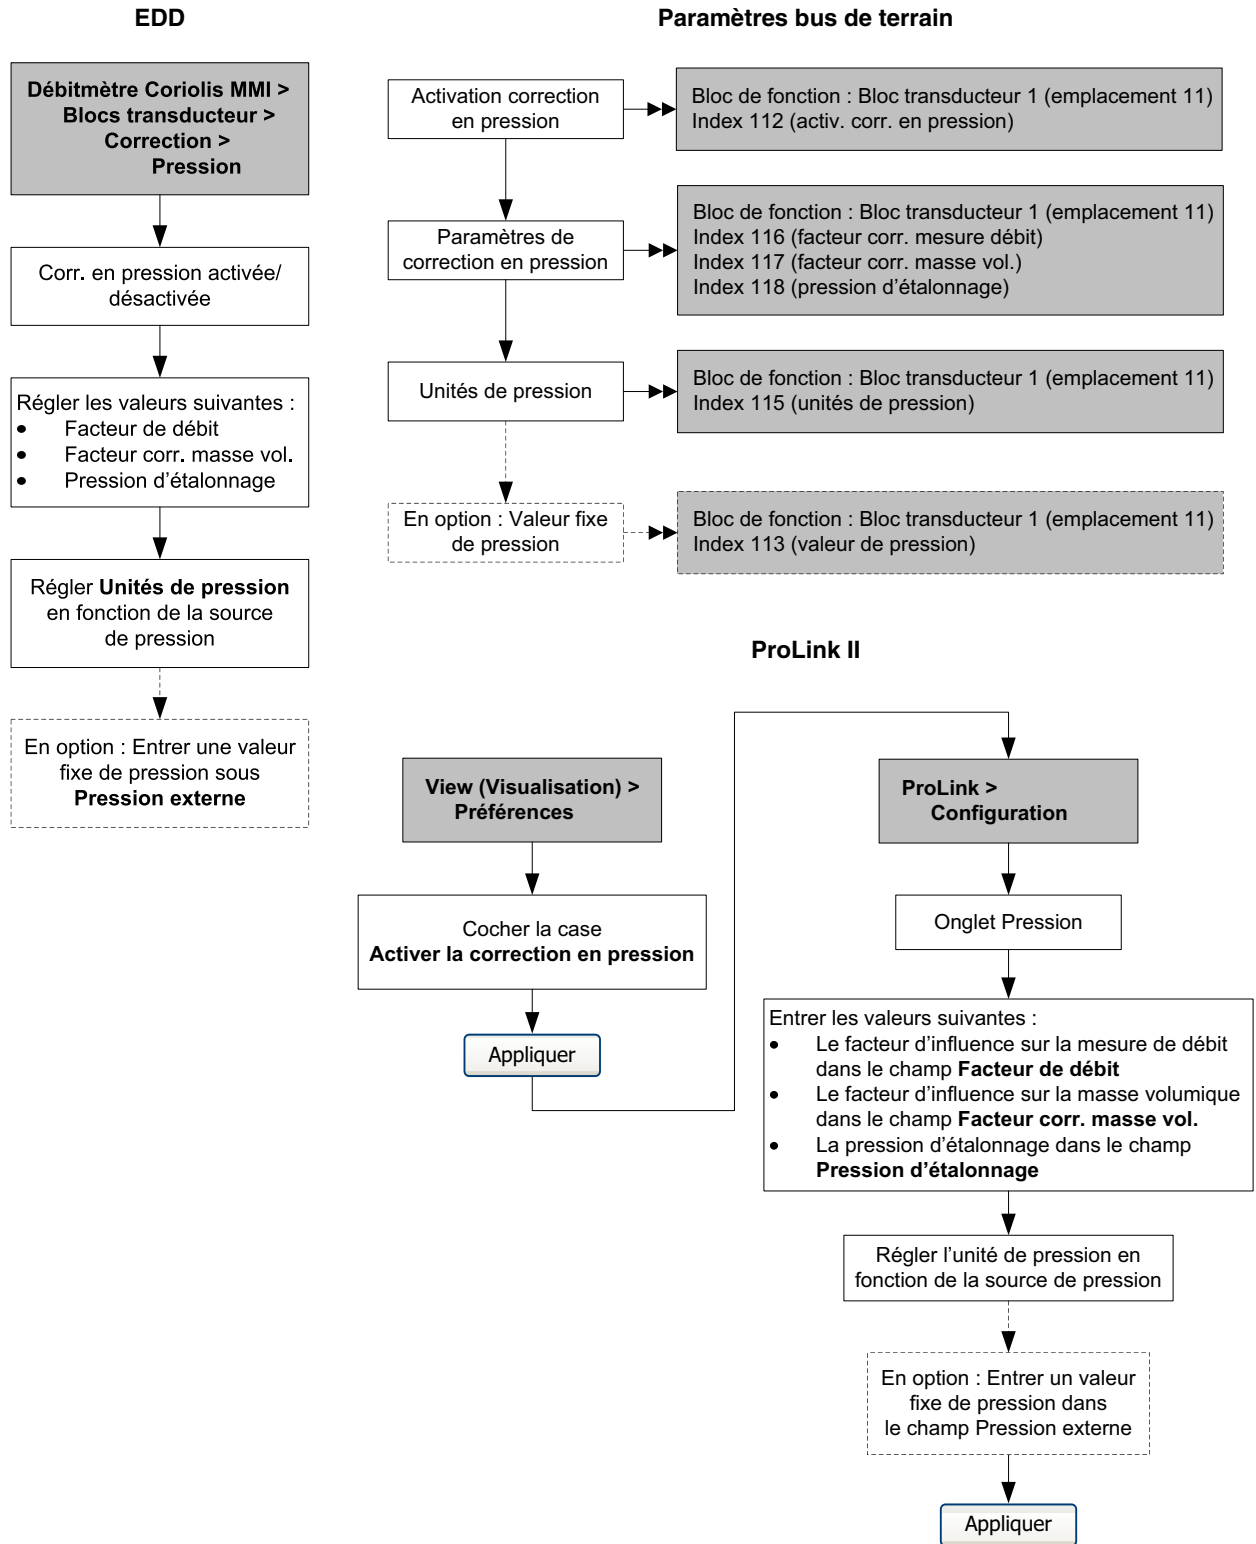 EDD
Débitmètre Coriolis MMI >
Blocs transducteur >
Correction >
Pression
Corr. en pression activée/
désactivée
Régler les valeurs suivantes :
• Facteur de débit
• Facteur corr. masse vol.
• Pression d'étalonnage
Régler Unités de pression
en fonction de la source
de pression
En option : Entrer une valeur
fixe de pression sous
Pression externe
Paramètres bus de terrain
Activation correction
en pression
Bloc de fonction : Bloc transducteur 1 (emplacement 11)
Index 112 (activ. corr. en pression)
Paramètres de
correction en pression
Bloc de fonction : Bloc transducteur 1 (emplacement 11)
Index 116 (facteur corr. mesure débit)
Index 117 (facteur corr. masse vol.)
Index 118 (pression d'étalonnage)
Unités de pression
Bloc de fonction : Bloc transducteur 1 (emplacement 11)
Index 115 (unités de pression)
En option : Valeur fixe
de pression
Bloc de fonction : Bloc transducteur 1 (emplacement 11)
Index 113 (valeur de pression)
ProLink II
View (Visualisation) >
Préférences
Cocher la case
Activer la correction en pression
Appliquer
ProLink >
Configuration
Onglet Pression
Entrer les valeurs suivantes :
• Le facteur d'influence sur la mesure de débit
dans le champ Facteur de débit
• Le facteur d'influence sur la masse volumique
dans le champ Facteur corr. masse vol.
• La pression d'étalonnage dans le champ
Pression d'étalonnage
Régler l'unité de pression en
fonction de la source de pression
En option : Entrer un valeur
fixe de pression dans
le champ Pression externe
Appliquer